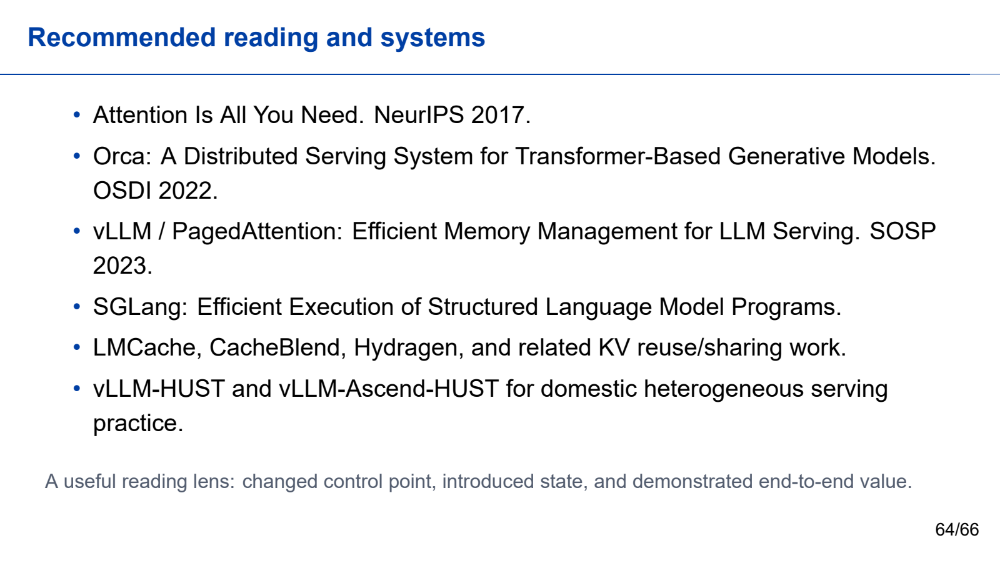 Recommended reading and systems
• Attention Is All You Need. NeurIPS 2017.
• Orca: A Distributed Serving System for Transformer-Based Generative Models.
OSDI 2022.
• vLLM / PagedAttention: Efficient Memory Management for LLM Serving. SOSP
2023.
• SGLang: Efficient Execution of Structured Language Model Programs.
• LMCache, CacheBlend, Hydragen, and related KV reuse/sharing work.
• vLLM-HUST and vLLM-Ascend-HUST for domestic heterogeneous serving
practice.
A useful reading lens: changed control point, introduced state, and demonstrated end-to-end value.
64/66